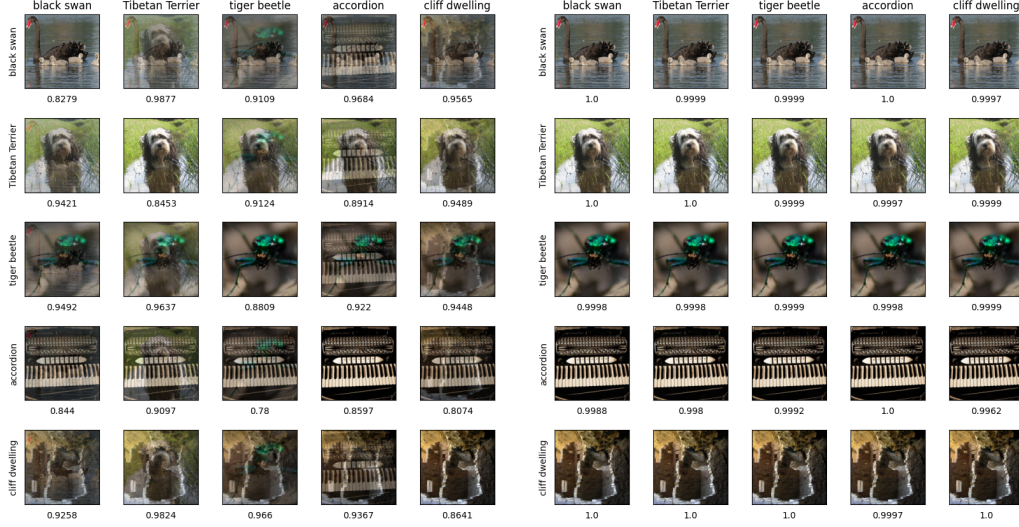 black swan Tibetan Terrier tiger beetle accordion cliff dwelling black swan Tibetan Terrier tiger beetle accordion cliff dwelling
black swan black swan
0.8279 0.9877 0.9109 0.9684 0.9565 1.0 0.9999 0.9999 1.0 0.9997
Tibetan Terrier Tibetan Terrier
0.9421 0.8453 0.9124 0.8914 0.9489 1.0 1.0 0.9999 0.9997 0.9999
tiger beetle tiger beetle
0.9492 0.9637 0.8809 0.922 0.9448 0.9998 0.9998 0.9999 0.9998 0.9999
accordion accordion
0.844 0.9097 0.78 0.8597 0.8074 0.9988 0.998 0.9992 1.0 0.9962
cliff dwelling cliff dwelling
0.9258 0.9824 0.966 0.9367 0.8641 1.0 1.0 1.0 0.9997 1.0